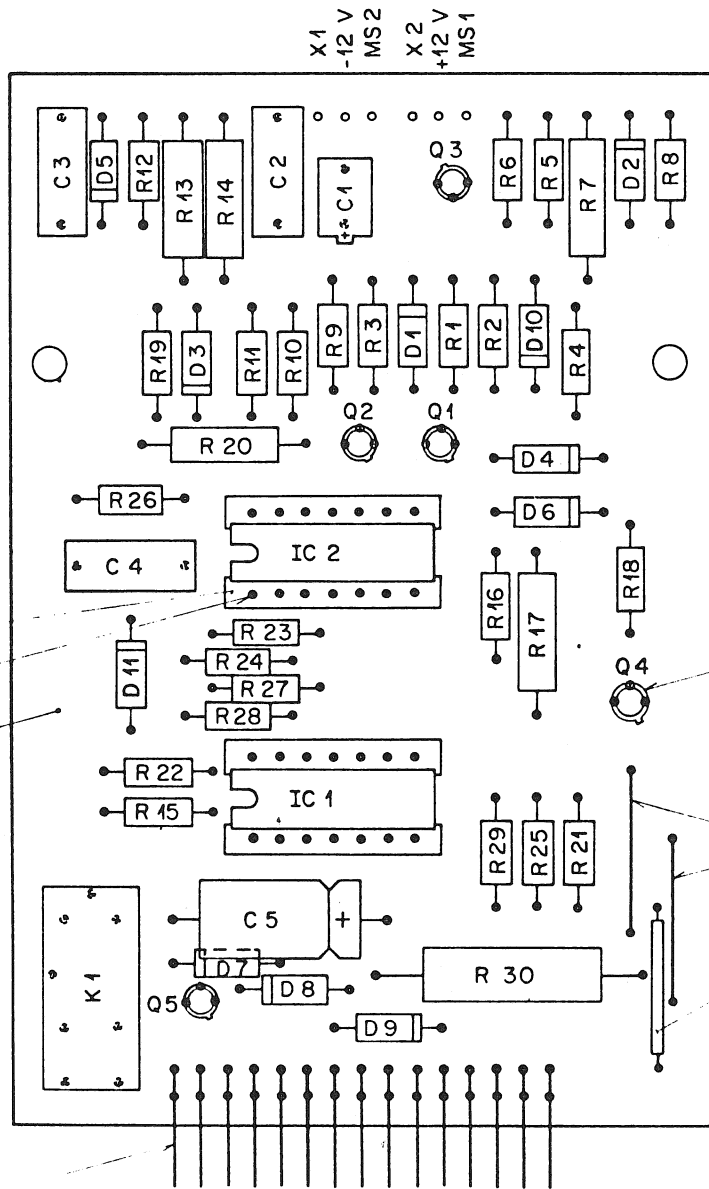 X1
-12 V
MS2
X2
+12 V
MS1
C3
D5
R12
R13
R14
C2
C1
+
Q3
R6
R5
R7
D2
R8
R19
D3
R11
R10
R9
R3
D1
R1
R2
D10
R4
Q2
Q1
R 20
D4
R 26
D6
IC 2
C 4
R18
R16
R17
R 23
R 24
D11
R 27
R 28
Q4
R 22
IC 1
R 15
R29
R25
R21
C 5
+
D7
R 30
K1
D8
Q5
D9